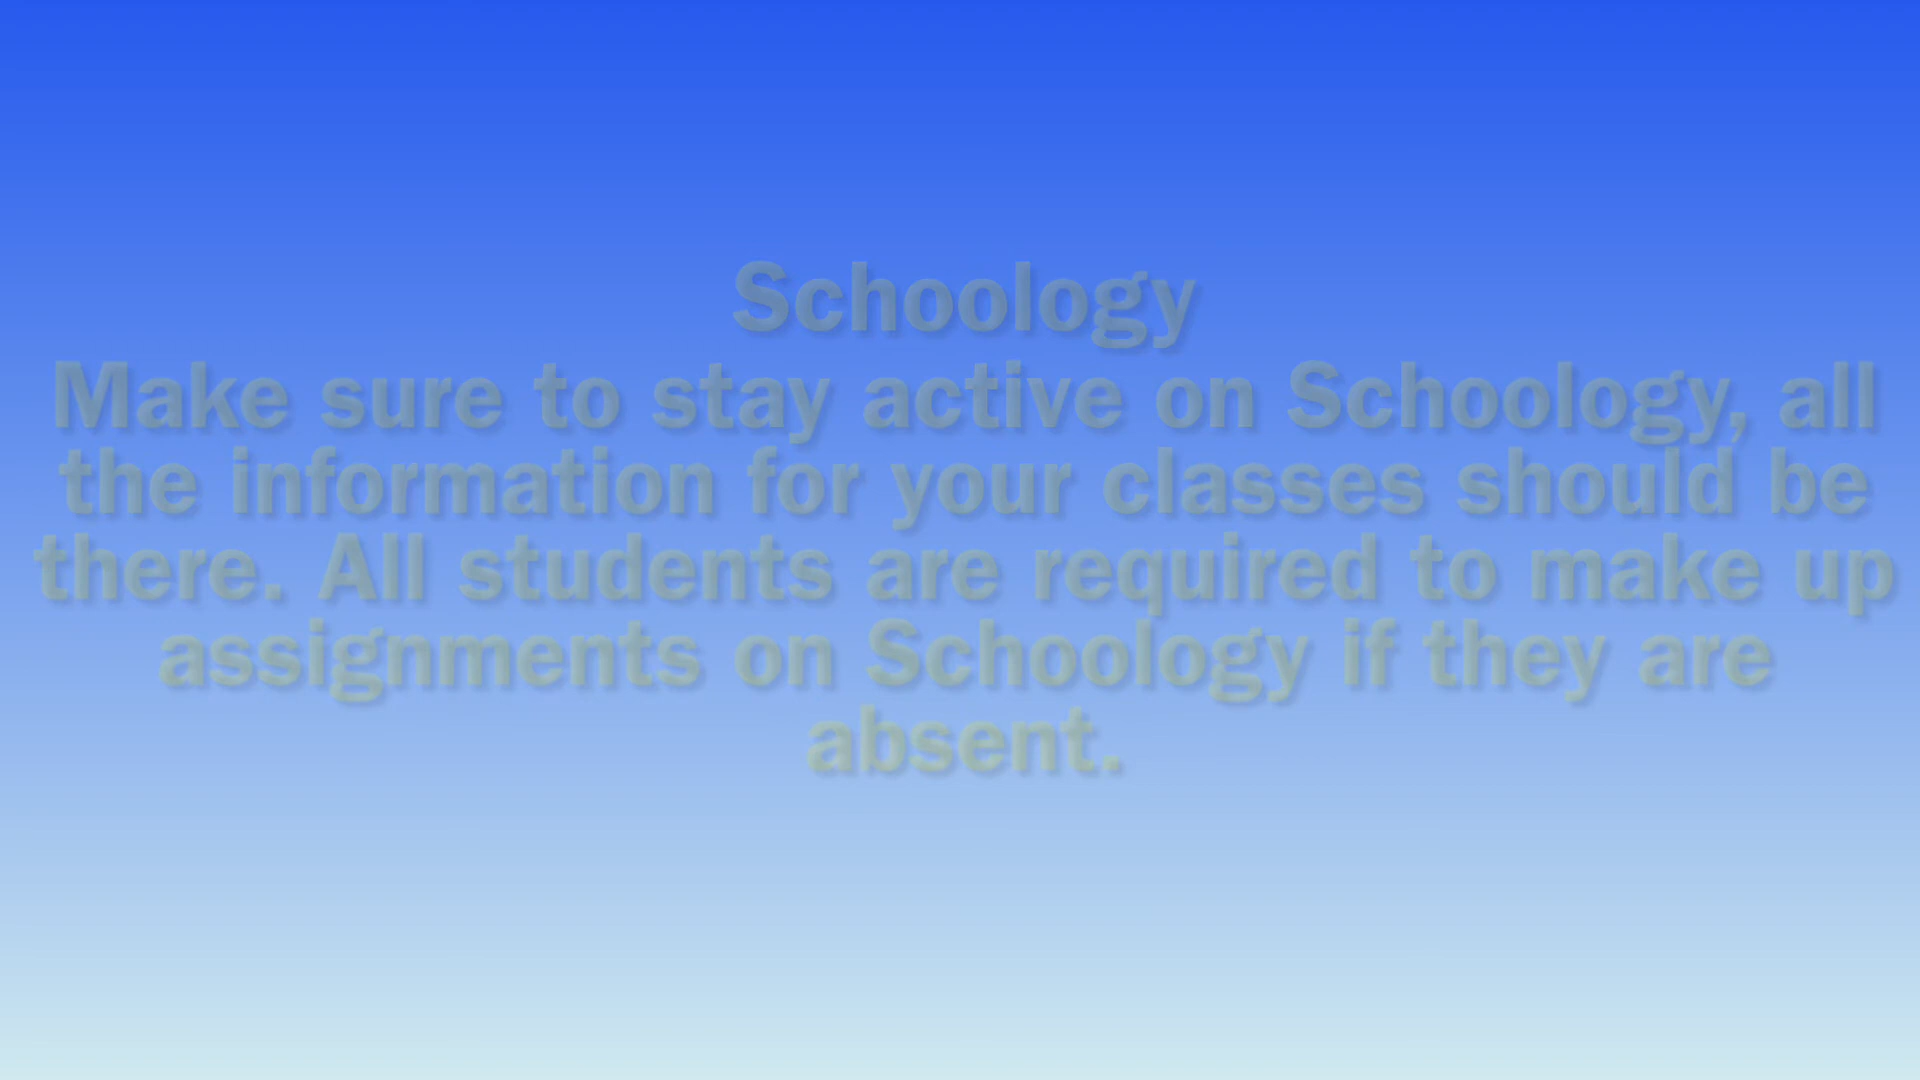 Schoology
Make sure to stay active on Schoology, all
the information for your classes should be
there. All students are required to make up
assignments on Schoology if they are
absent.